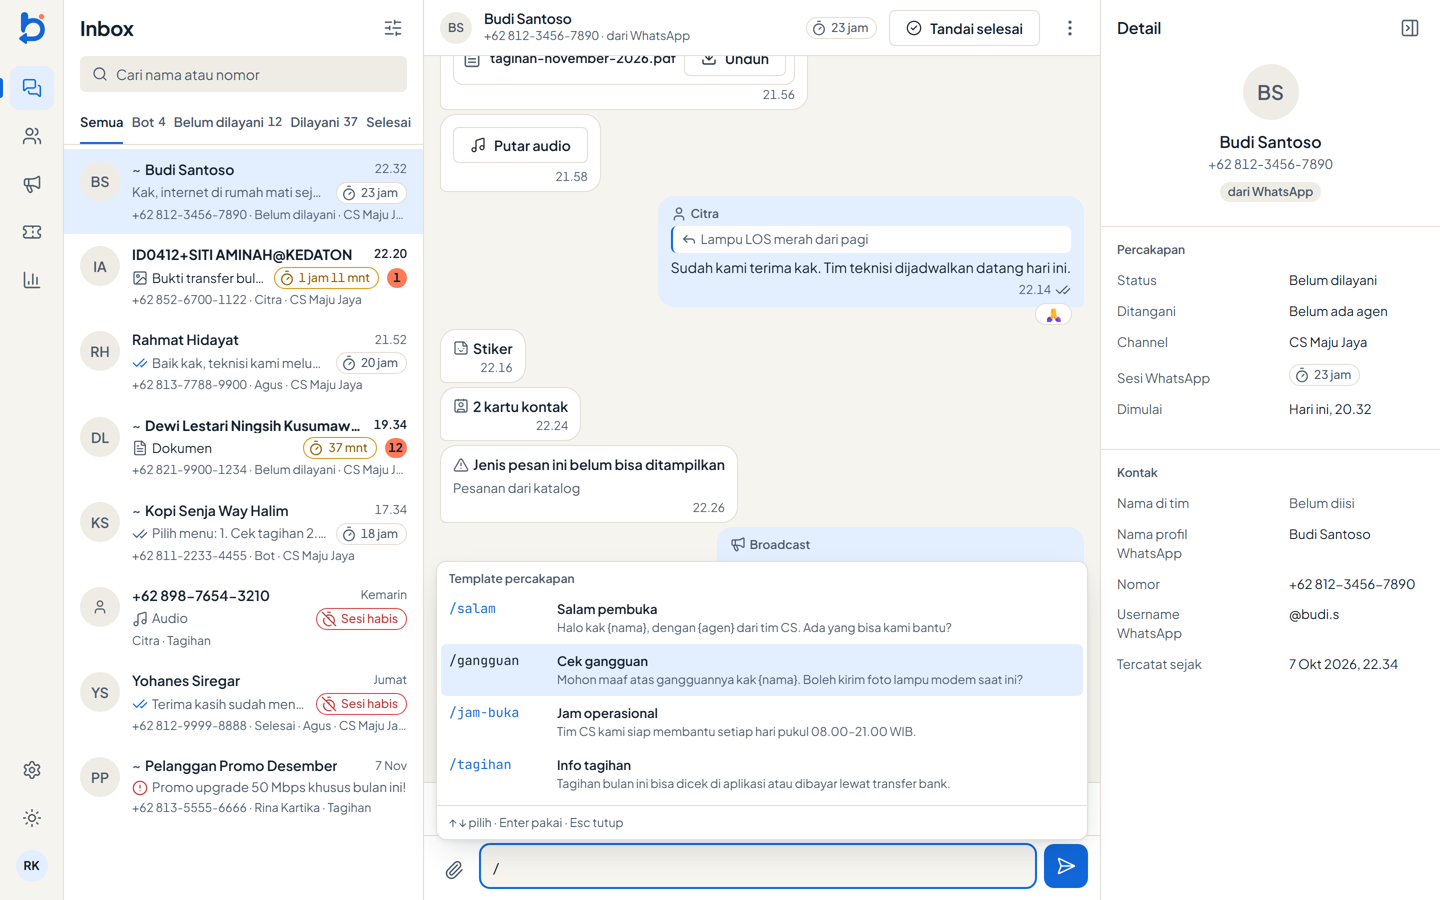 Inbox
Cari nama atau nomor
Semua Bot 4 Belum dilayani 12 Dilayani 37 Selesai
BS
~ Budi Santoso 22.32
Kak, internet di rumah mati sej... 23 jam
+62 812-3456-7890 · Belum dilayani · CS Maju J...
IA
ID0412+SITI AMINAH@KEDATON 22.20
Bukti transfer bul... 1 jam 11 mnt 1
+62 852-6700-1122 · Citra · CS Maju Jaya
RH
Rahmat Hidayat 21.52
Baik kak, teknisi kami melu... 20 jam
+62 813-7788-9900 · Agus · CS Maju Jaya
DL
~ Dewi Lestari Ningsih Kusumaw... 19.34
Dokumen 37 mnt 12
+62 821-9900-1234 · Belum dilayani · CS Maju J...
KS
~ Kopi Senja Way Halim 17.34
Pilih menu: 1. Cek tagihan 2.... 18 jam
+62 811-2233-4455 · Bot · CS Maju Jaya
+62 898-7654-3210 Kemarin
Audio Sesi habis
Citra · Tagihan
YS
Yohanes Siregar Jumat
Terima kasih sudah men... Sesi habis
+62 812-9999-8888 · Selesai · Agus · CS Maju Ja...
PP
~ Pelanggan Promo Desember 7 Nov
Promo upgrade 50 Mbps khusus bulan ini!
+62 813-5555-6666 · Rina Kartika · Tagihan
RK
BS
Budi Santoso
+62 812-3456-7890 · dari WhatsApp
23 jam
Tandai selesai
tagihan-november-2026.pdf Unduh
21.56
Putar audio
21.58
Citra
Lampu LOS merah dari pagi
Sudah kami terima kak. Tim teknisi dijadwalkan datang hari ini.
22.14
Stiker
22.16
2 kartu kontak
22.24
Jenis pesan ini belum bisa ditampilkan
Pesanan dari katalog
22.26
Broadcast
Template percakapan
/salam Salam pembuka
Halo kak {nama}, dengan {agen} dari tim CS. Ada yang bisa kami bantu?
/gangguan Cek gangguan
Mohon maaf atas gangguannya kak {nama}. Boleh kirim foto lampu modem saat ini?
/jam-buka Jam operasional
Tim CS kami siap membantu setiap hari pukul 08.00–21.00 WIB.
/tagihan Info tagihan
Tagihan bulan ini bisa dicek di aplikasi atau dibayar lewat transfer bank.
↑↓ pilih · Enter pakai · Esc tutup
/
Detail
BS
Budi Santoso
+62 812-3456-7890
dari WhatsApp
Percakapan
Status Belum dilayani
Ditangani Belum ada agen
Channel CS Maju Jaya
Sesi WhatsApp 23 jam
Dimulai Hari ini, 20.32
Kontak
Nama di tim Belum diisi
Nama profil WhatsApp Budi Santoso
Nomor +62 812-3456-7890
Username WhatsApp @budi.s
Tercatat sejak 7 Okt 2026, 22.34